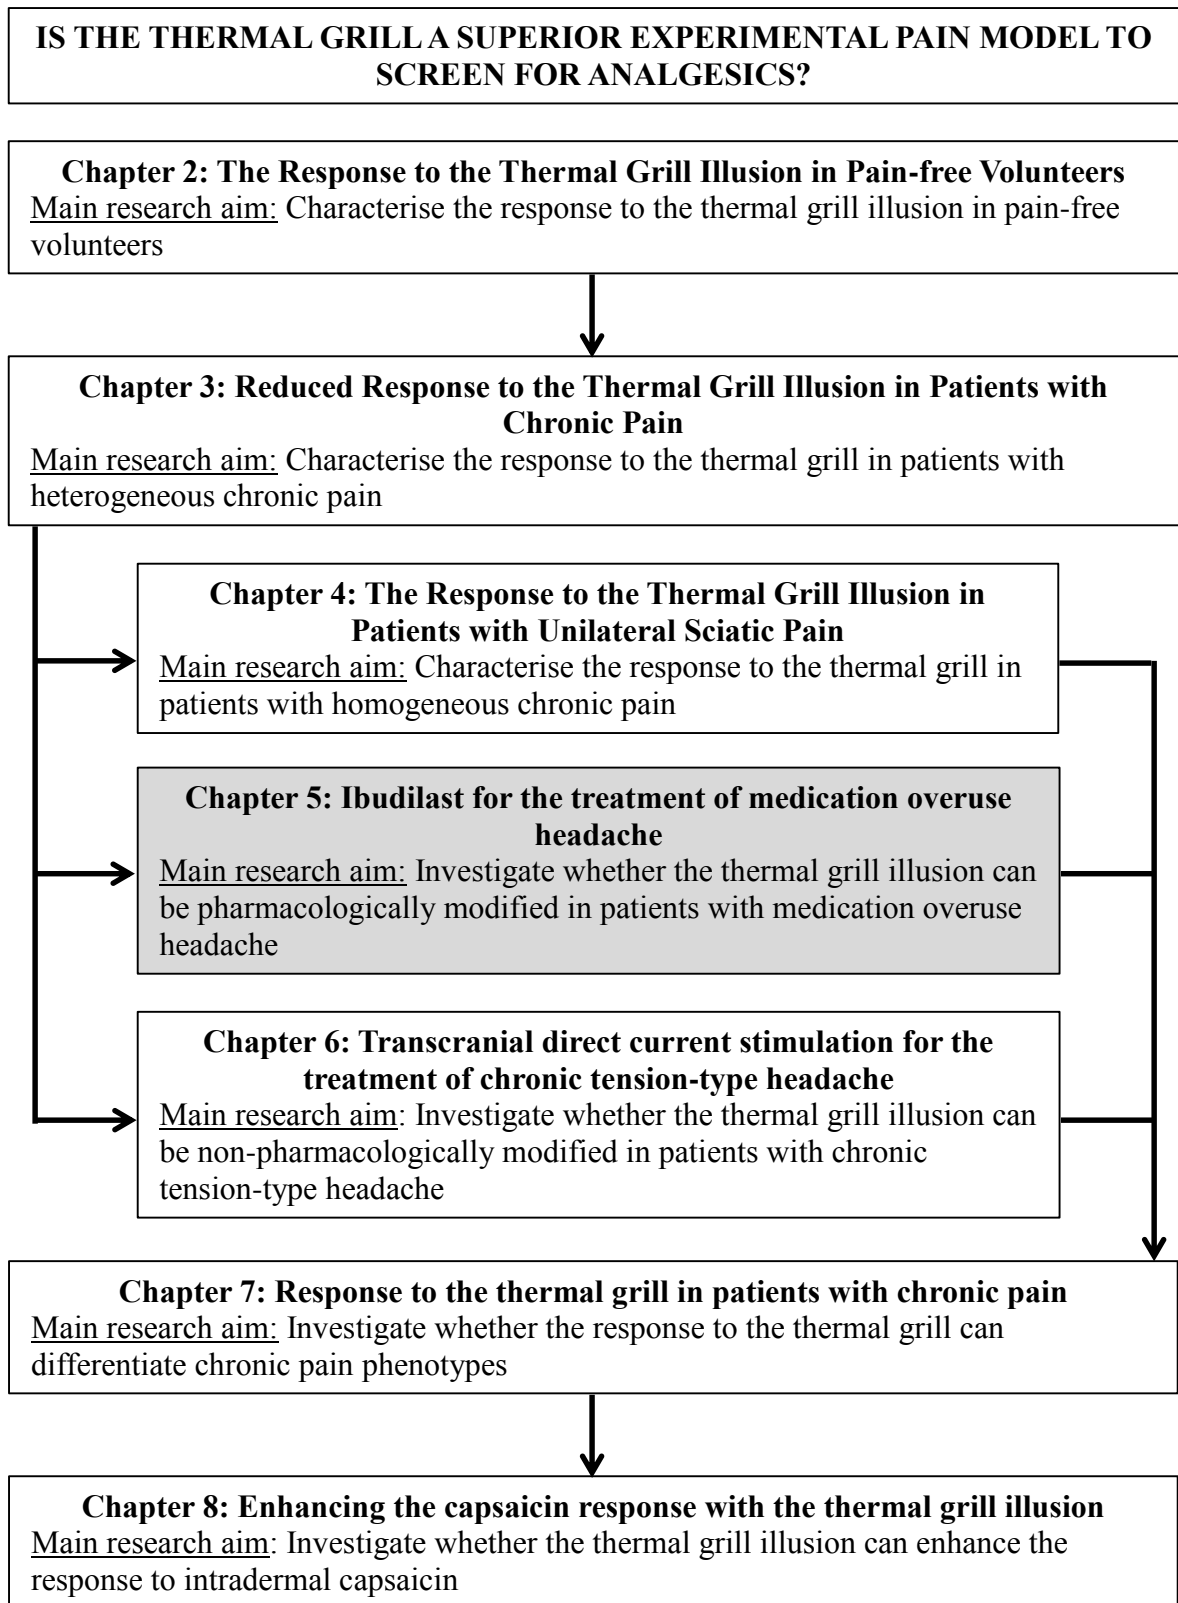 IS THE THERMAL GRILL A SUPERIOR EXPERIMENTAL PAIN MODEL TO
SCREEN FOR ANALGESICS?
Chapter 2: The Response to the Thermal Grill Illusion in Pain-free Volunteers
Main research aim: Characterise the response to the thermal grill illusion in pain-free
volunteers
Chapter 3: Reduced Response to the Thermal Grill Illusion in Patients with
Chronic Pain
Main research aim: Characterise the response to the thermal grill in patients with
heterogeneous chronic pain
Chapter 4: The Response to the Thermal Grill Illusion in
Patients with Unilateral Sciatic Pain
Main research aim: Characterise the response to the thermal grill in
patients with homogeneous chronic pain
Chapter 5: Ibudilast for the treatment of medication overuse
headache
Main research aim: Investigate whether the thermal grill illusion can
be pharmacologically modified in patients with medication overuse
headache
Chapter 6: Transcranial direct current stimulation for the
treatment of chronic tension-type headache
Main research aim: Investigate whether the thermal grill illusion can
be non-pharmacologically modified in patients with chronic
tension-type headache
Chapter 7: Response to the thermal grill in patients with chronic pain
Main research aim: Investigate whether the response to the thermal grill can
differentiate chronic pain phenotypes
Chapter 8: Enhancing the capsaicin response with the thermal grill illusion
Main research aim: Investigate whether the thermal grill illusion can enhance the
response to intradermal capsaicin